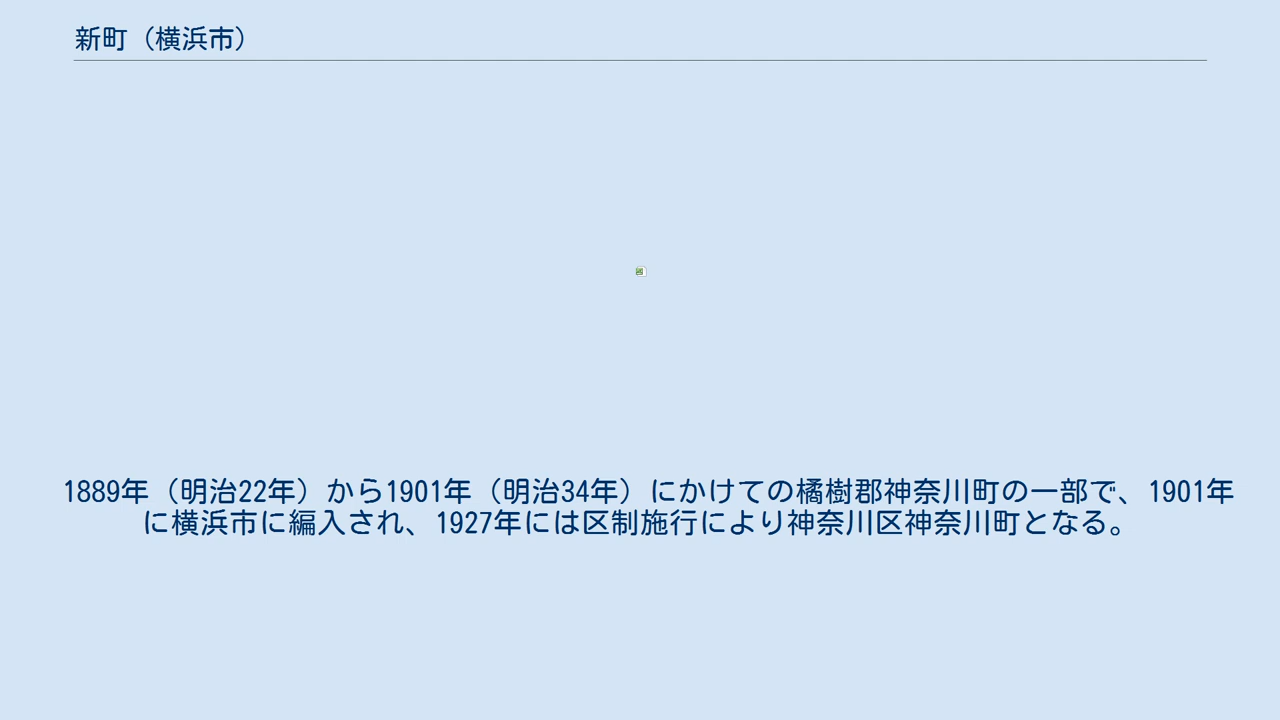 新町（横浜市）
1889年（明治22年）から1901年（明治34年）にかけての橘樹郡神奈川町の一部で、1901年
に横浜市に編入され、1927年には区制施行により神奈川区神奈川町となる。